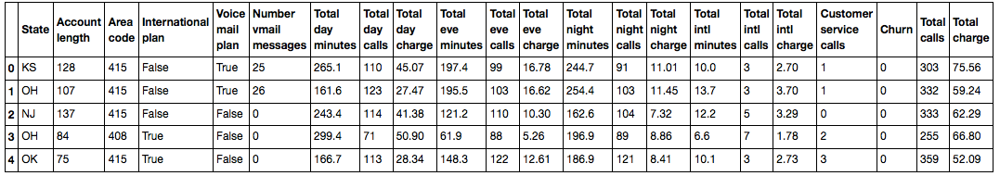 State Account length Area code International plan Voice mail plan Number vmail messages Total day minutes Total day calls Total day charge Total eve minutes Total eve calls Total eve charge Total night minutes Total night calls Total night charge Total intl minutes Total intl calls Total intl charge Customer service calls Churn Total calls Total charge
0 KS 128 415 False True 25 265.1 110 45.07 197.4 99 16.78 244.7 91 11.01 10.0 3 2.70 1 0 303 75.56
1 OH 107 415 False True 26 161.6 123 27.47 195.5 103 16.62 254.4 103 11.45 13.7 3 3.70 1 0 332 59.24
2 NJ 137 415 False False 0 243.4 114 41.38 121.2 110 10.30 162.6 104 7.32 12.2 5 3.29 0 0 333 62.29
3 OH 84 408 True False 0 299.4 71 50.90 61.9 88 5.26 196.9 89 8.86 6.6 7 1.78 2 0 255 66.80
4 OK 75 415 True False 0 166.7 113 28.34 148.3 122 12.61 186.9 121 8.41 10.1 3 2.73 3 0 359 52.09